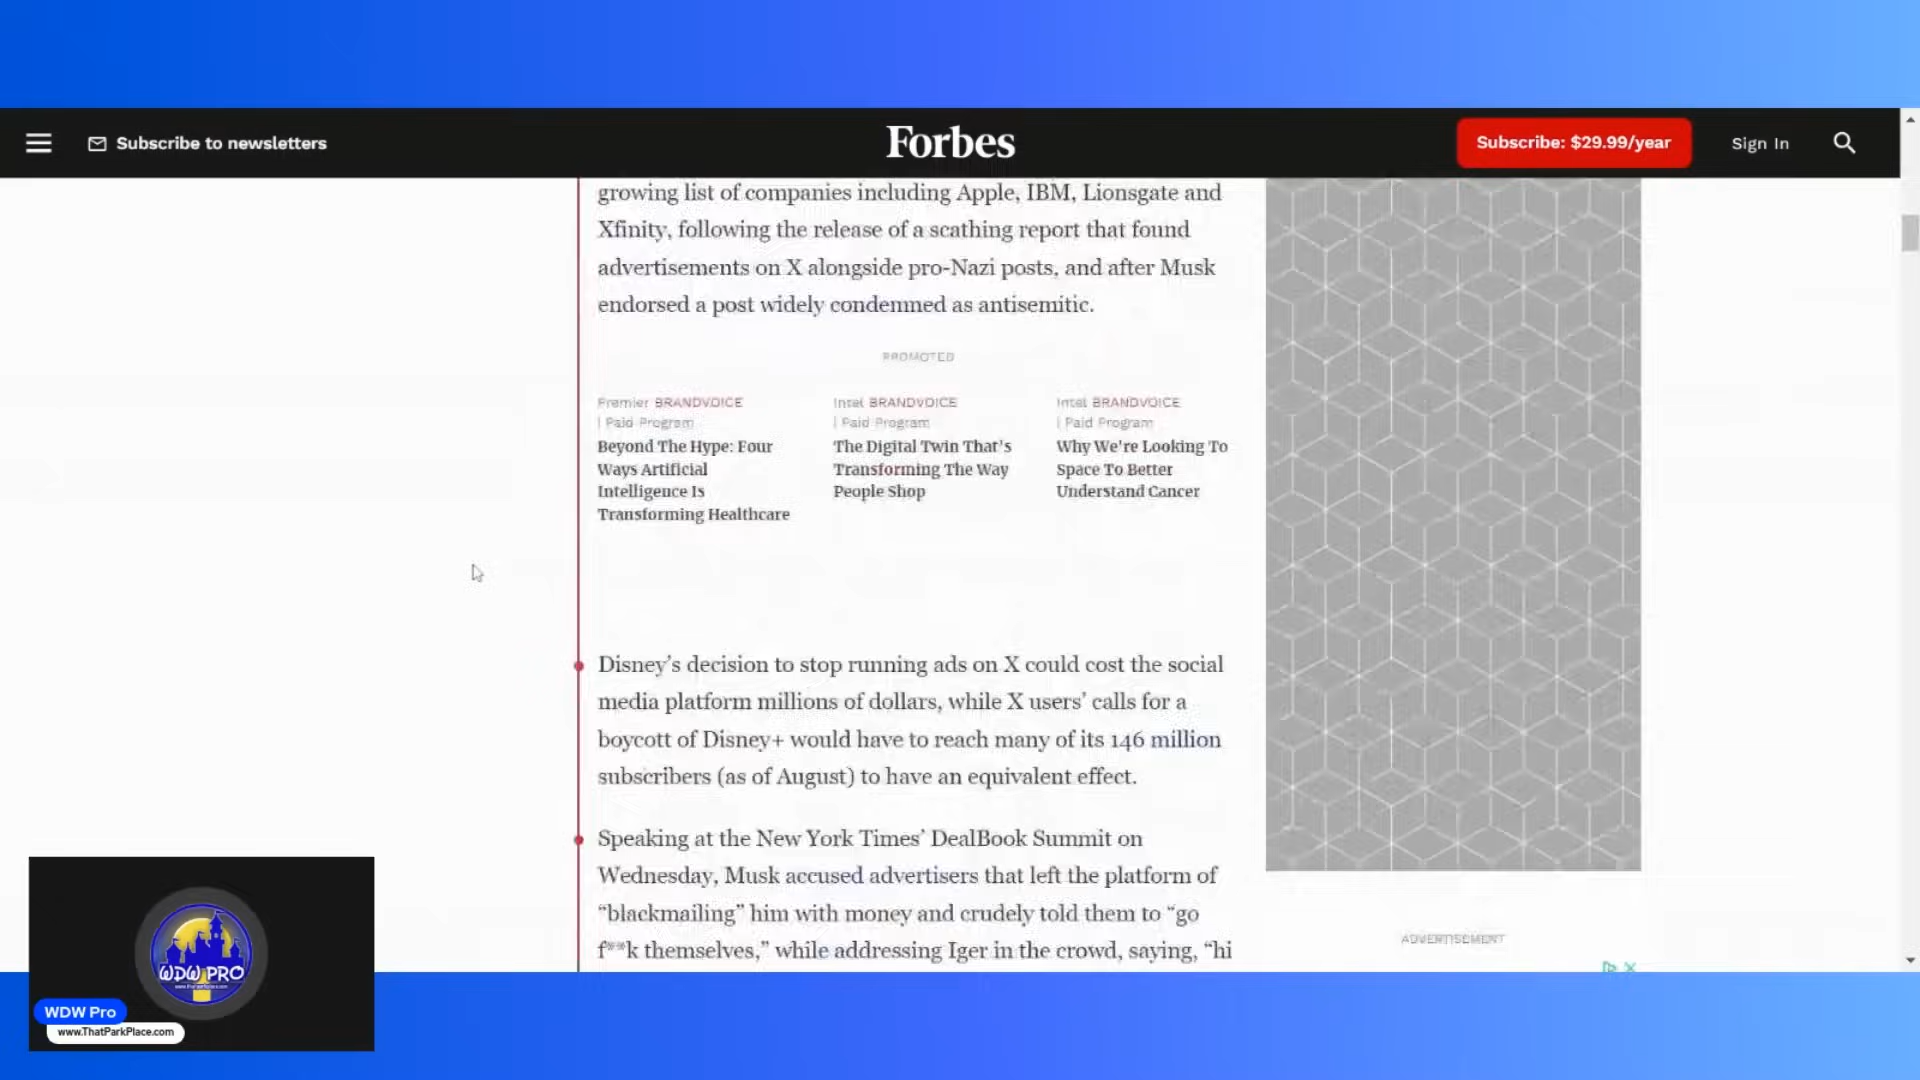 Subscribe to newsletters
Forbes
Subscribe: $29.99/year
Sign In
growing list of companies including Apple, IBM, Lionsgate and
Xfinity, following the release of a scathing report that found
advertisements on X alongside pro-Nazi posts, and after Musk
endorsed a post widely condemned as antisemitic.
PROMOTED
Premier BRANDVOICE
| Paid Program
Beyond The Hype: Four
Ways Artificial
Intelligence Is
Transforming Healthcare
Intel BRANDVOICE
| Paid Program
The Digital Twin That's
Transforming The Way
People Shop
Intel BRANDVOICE
| Paid Program
Why We're Looking To
Space To Better
Understand Cancer
Disney’s decision to stop running ads on X could cost the social
media platform millions of dollars, while X users’ calls for a
boycott of Disney+ would have to reach many of its 146 million
subscribers (as of August) to have an equivalent effect.
Speaking at the New York Times’ DealBook Summit on
Wednesday, Musk accused advertisers that left the platform of
“blackmailing” him with money and crudely told them to “go
f**k themselves,” while addressing Iger in the crowd, saying, “hi
ADVERTISEMENT
WDW PRO
www.ThatParkPlace.com
WDW Pro
www.ThatParkPlace.com